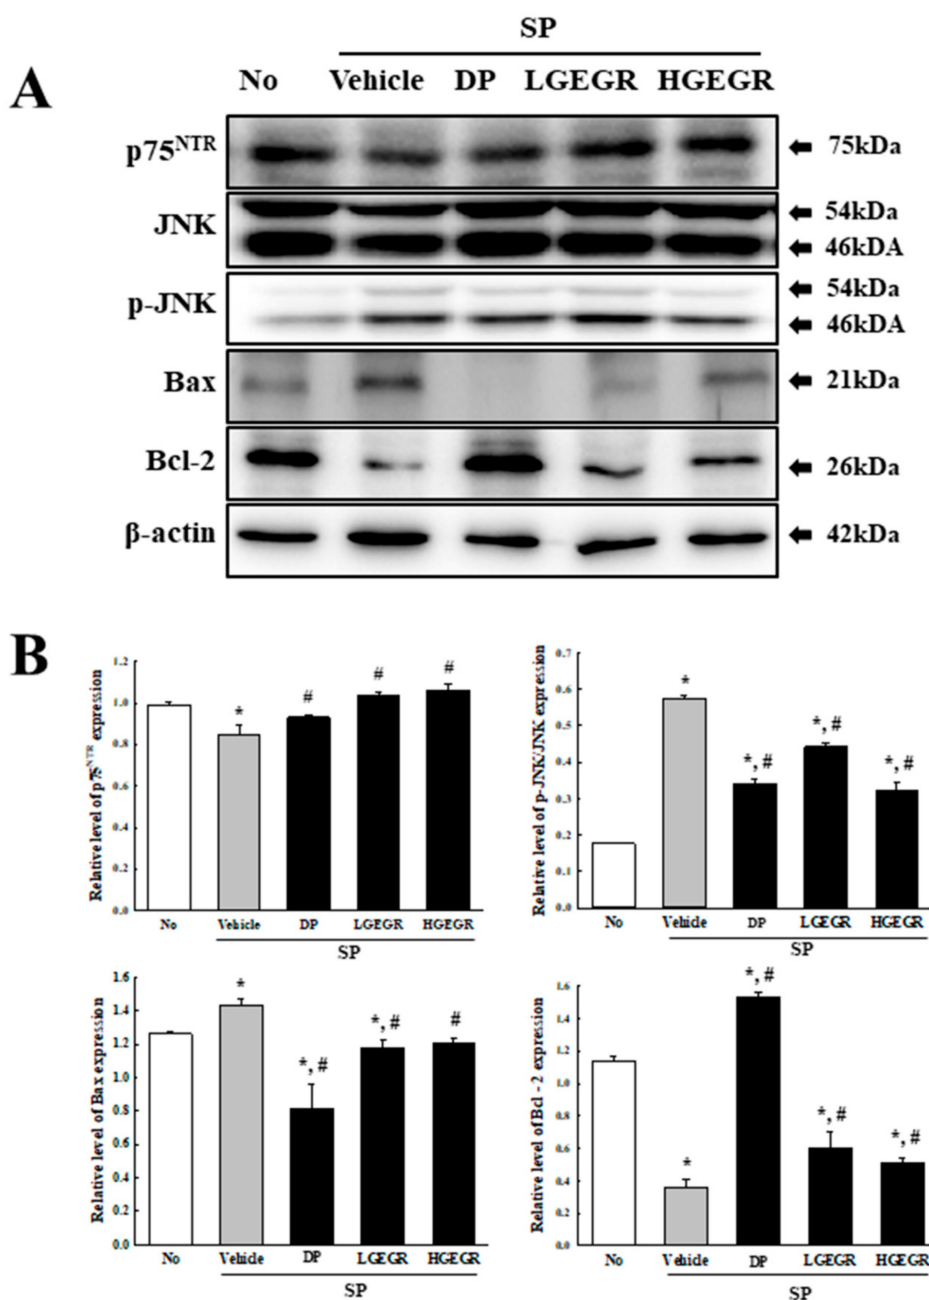 SP
A
No Vehicle DP LGEGR HGEGR
p75NTR
75kDa
JNK
54kDa
46kDA
p-JNK
54kDa
46kDA
Bax
21kDa
Bcl-2
26kDa
β-actin
42kDa
B
Relative level of p75NTR expression
1.2
1.0
0.8
0.6
0.4
0.2
0.0
*
#
#
#
No Vehicle DP LGEGR HGEGR
SP
Relative level of p-JNK/JNK expression
0.7
0.6
0.5
0.4
0.3
0.2
0.1
0.0
*
*, #
*, #
*, #
No Vehicle DP LGEGR HGEGR
SP
Relative level of Bax expression
1.6
1.4
1.2
1.0
0.8
0.6
0.4
0.2
0.0
*
*, #
*, #
#
No Vehicle DP LGEGR HGEGR
SP
Relative level of Bcl - 2 expression
1.6
1.4
1.2
1.0
0.8
0.6
0.4
0.2
0.0
*
*, #
*, #
*, #
No Vehicle DP LGEGR HGEGR
SP